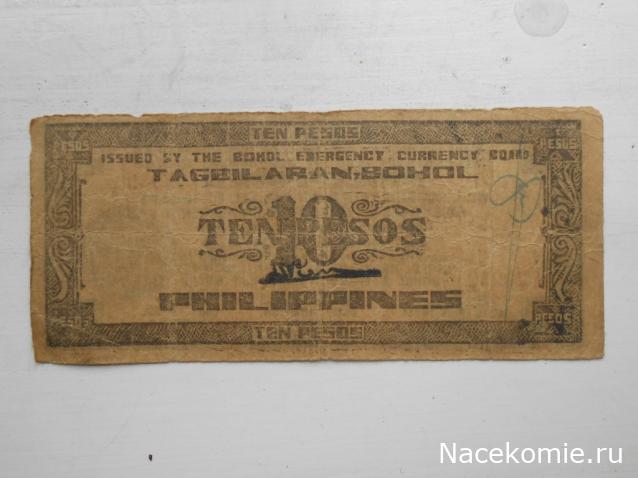 TEN PESOS
PESOS
PESOS
ISSUED BY THE BOHOL EMERGENCY CURRENCY BOARD
TAGBILARAN, BOHOL
10
TEN PESOS
PHILIPPINES
PESOS
PESOS
TEN PESOS
Nacekomie.ru